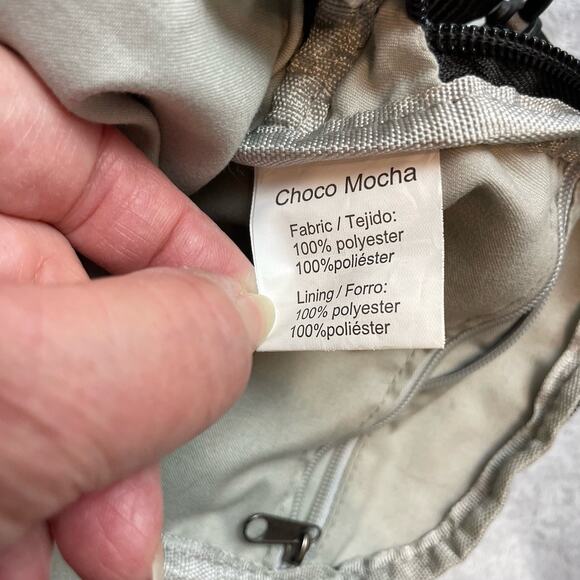 Choco Mocha
Fabric / Tejido:
100% polyester
100%poliéster
Lining / Forro:
100% polyester
100%poliéster